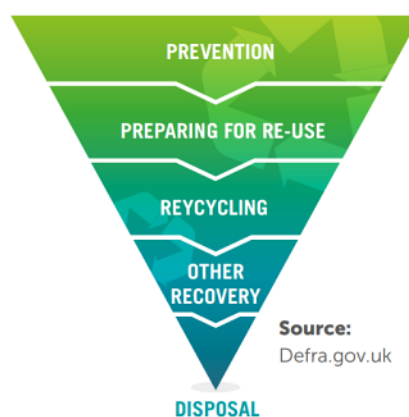 PREVENTION
PREPARING FOR RE-USE
REYCYCLING
OTHER
RECOVERY
Source:
Defra.gov.uk
DISPOSAL